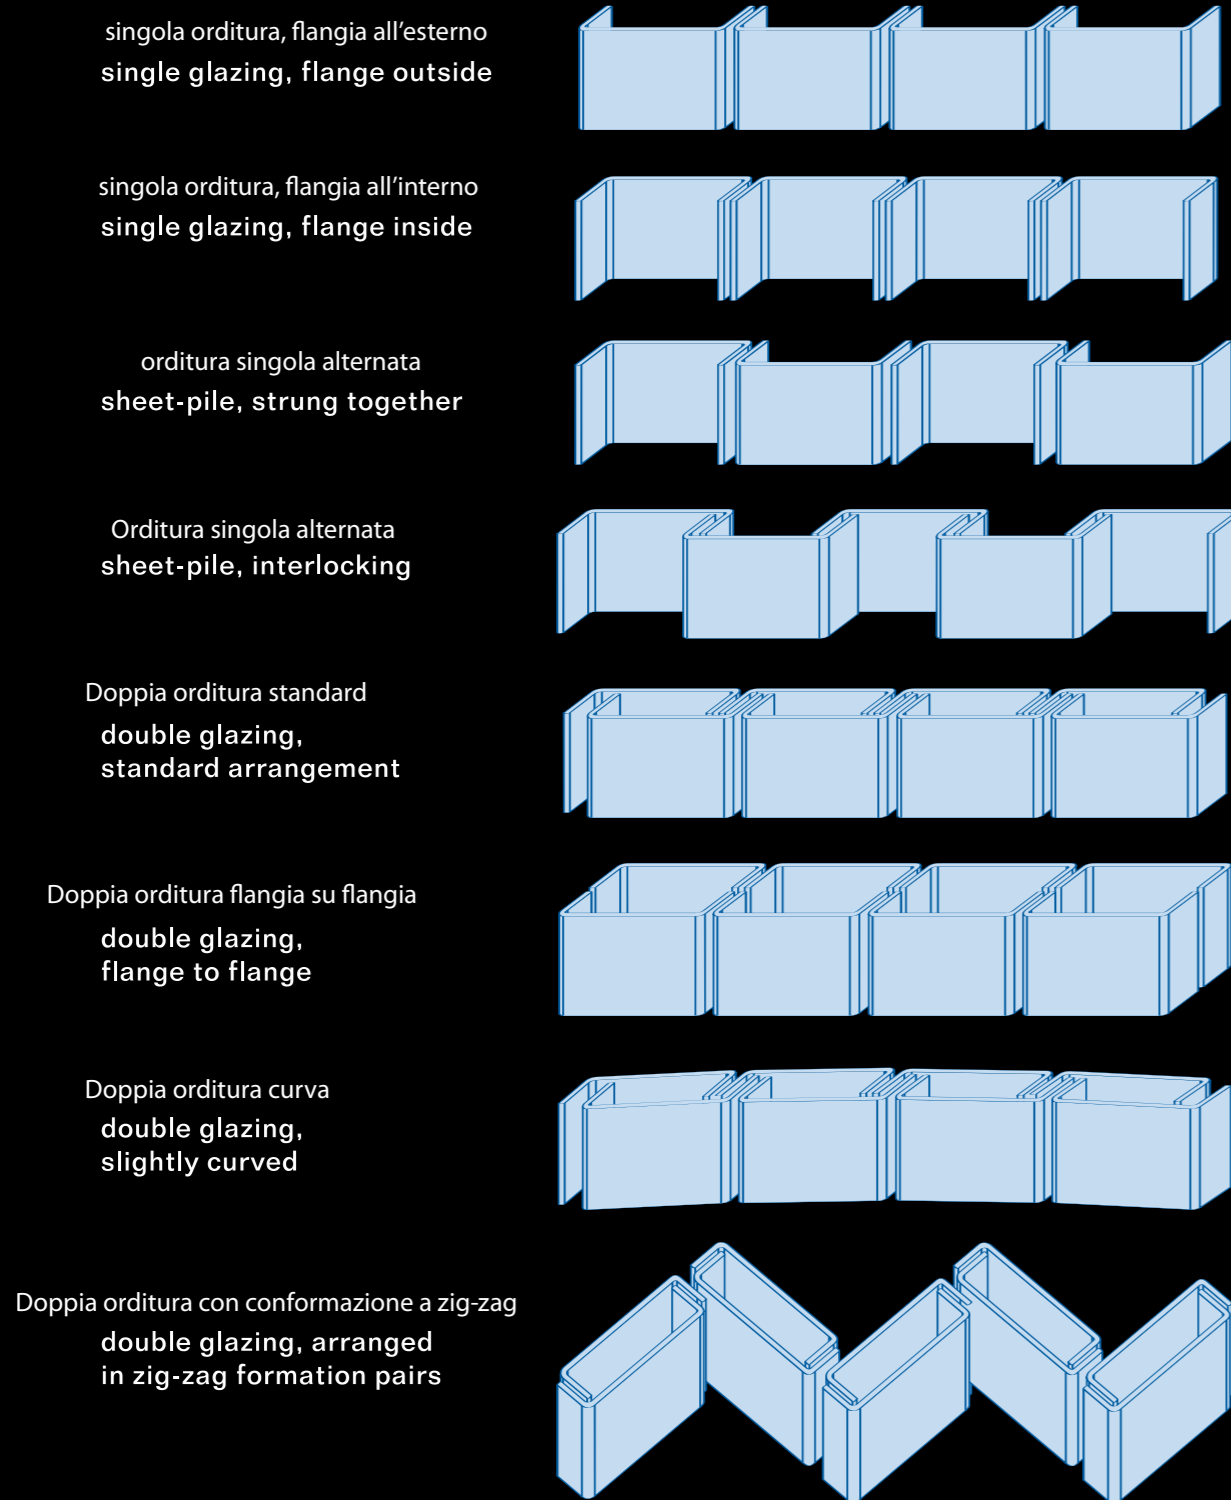 singola orditura, flangia all’esterno
single glazing, flange outside
singola orditura, flangia all’interno
single glazing, flange inside
orditura singola alternata
sheet-pile, strung together
Orditura singola alternata
sheet-pile, interlocking
Doppia orditura standard
double glazing,
standard arrangement
Doppia orditura flangia su flangia
double glazing,
flange to flange
Doppia orditura curva
double glazing,
slightly curved
Doppia orditura con conformazione a zig-zag
double glazing, arranged
in zig-zag formation pairs